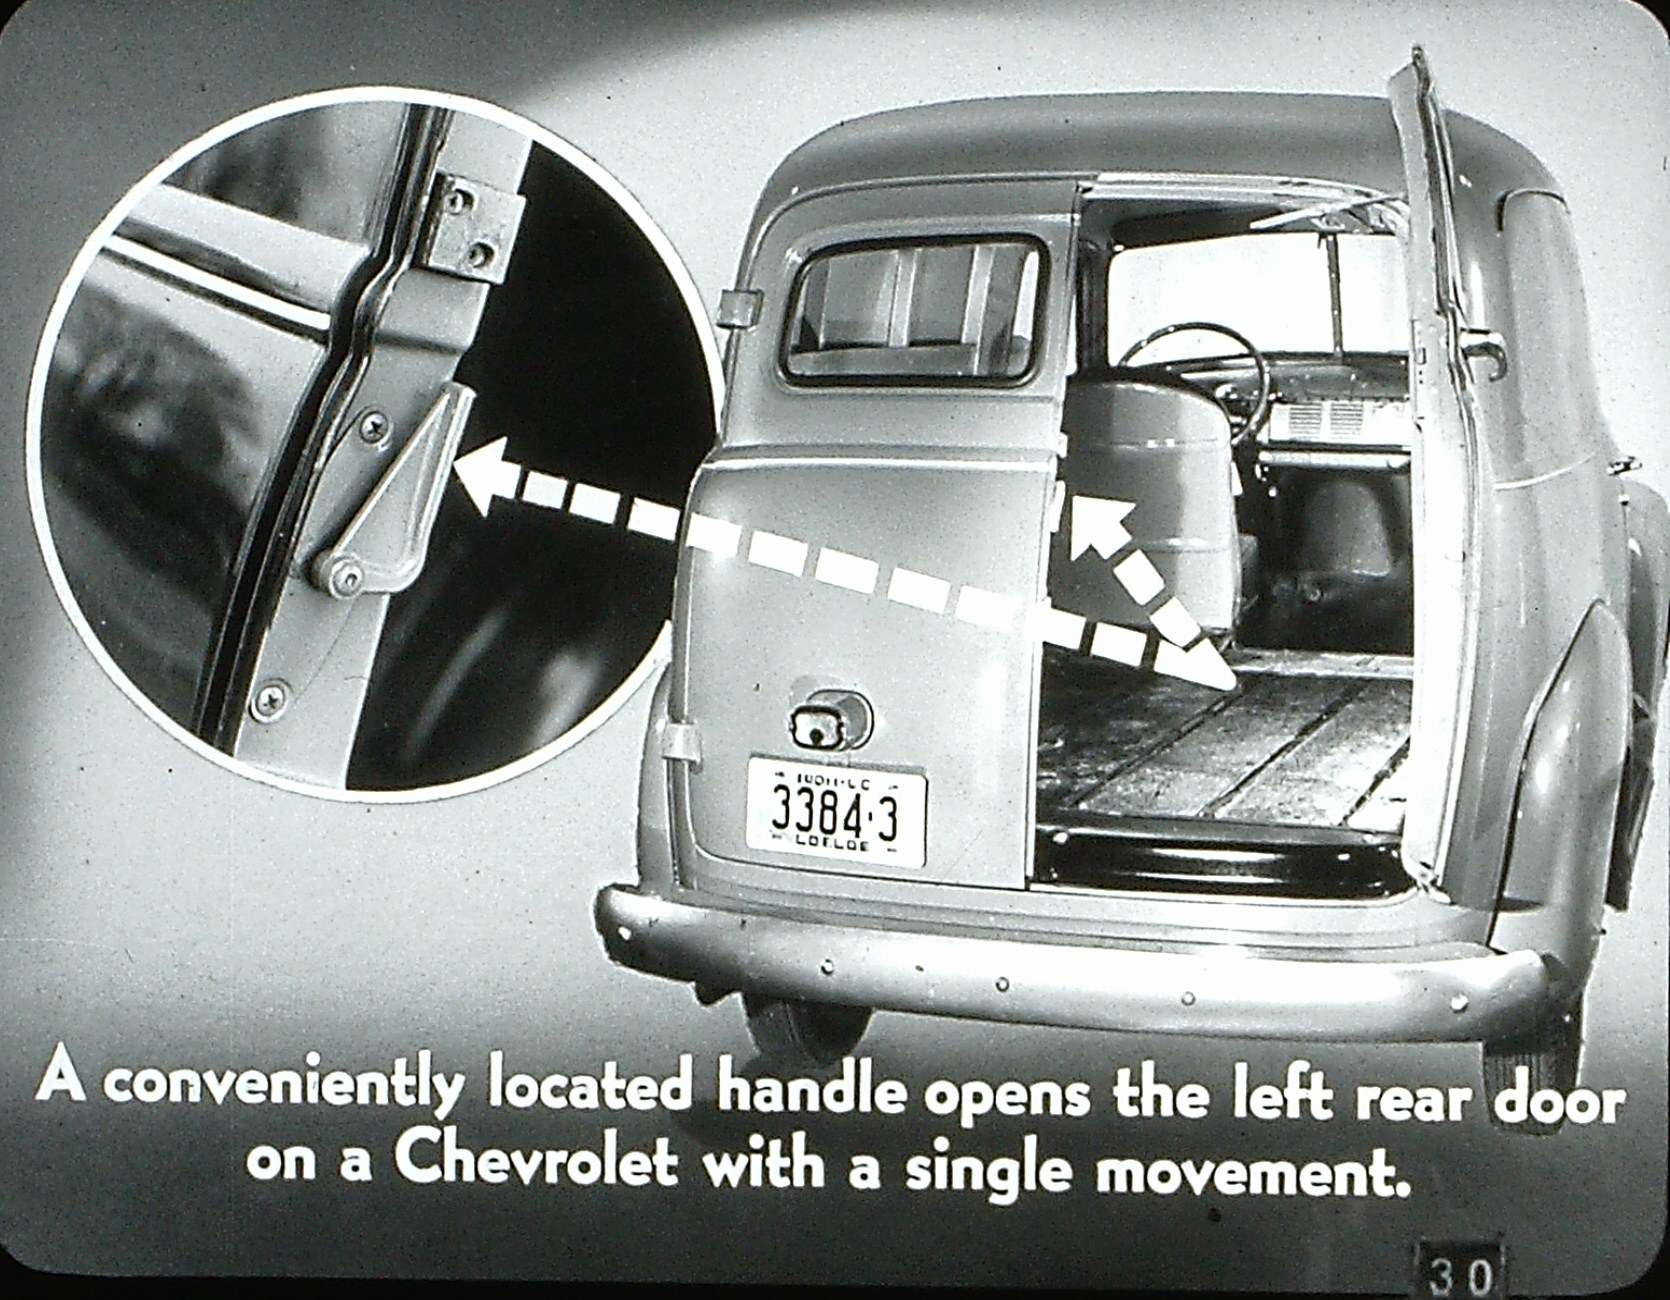 3384·3
A conveniently located handle opens the left rear door
on a Chevrolet with a single movement.
30